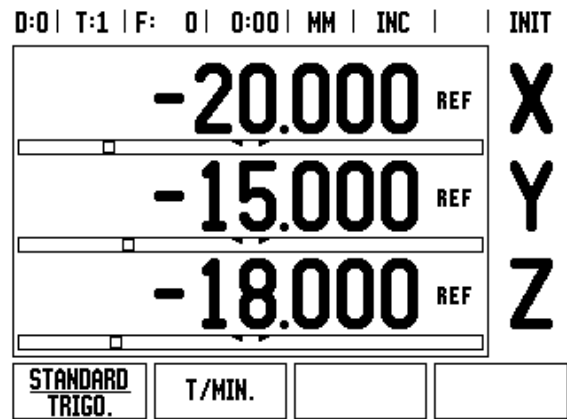 D:0 | T:1 | F: 0 | 0:00 | MM | INC | | INIT
-20.000 REF X
-15.000 REF Y
-18.000 REF Z
STANDARD
TRIGO.
T/MIN.